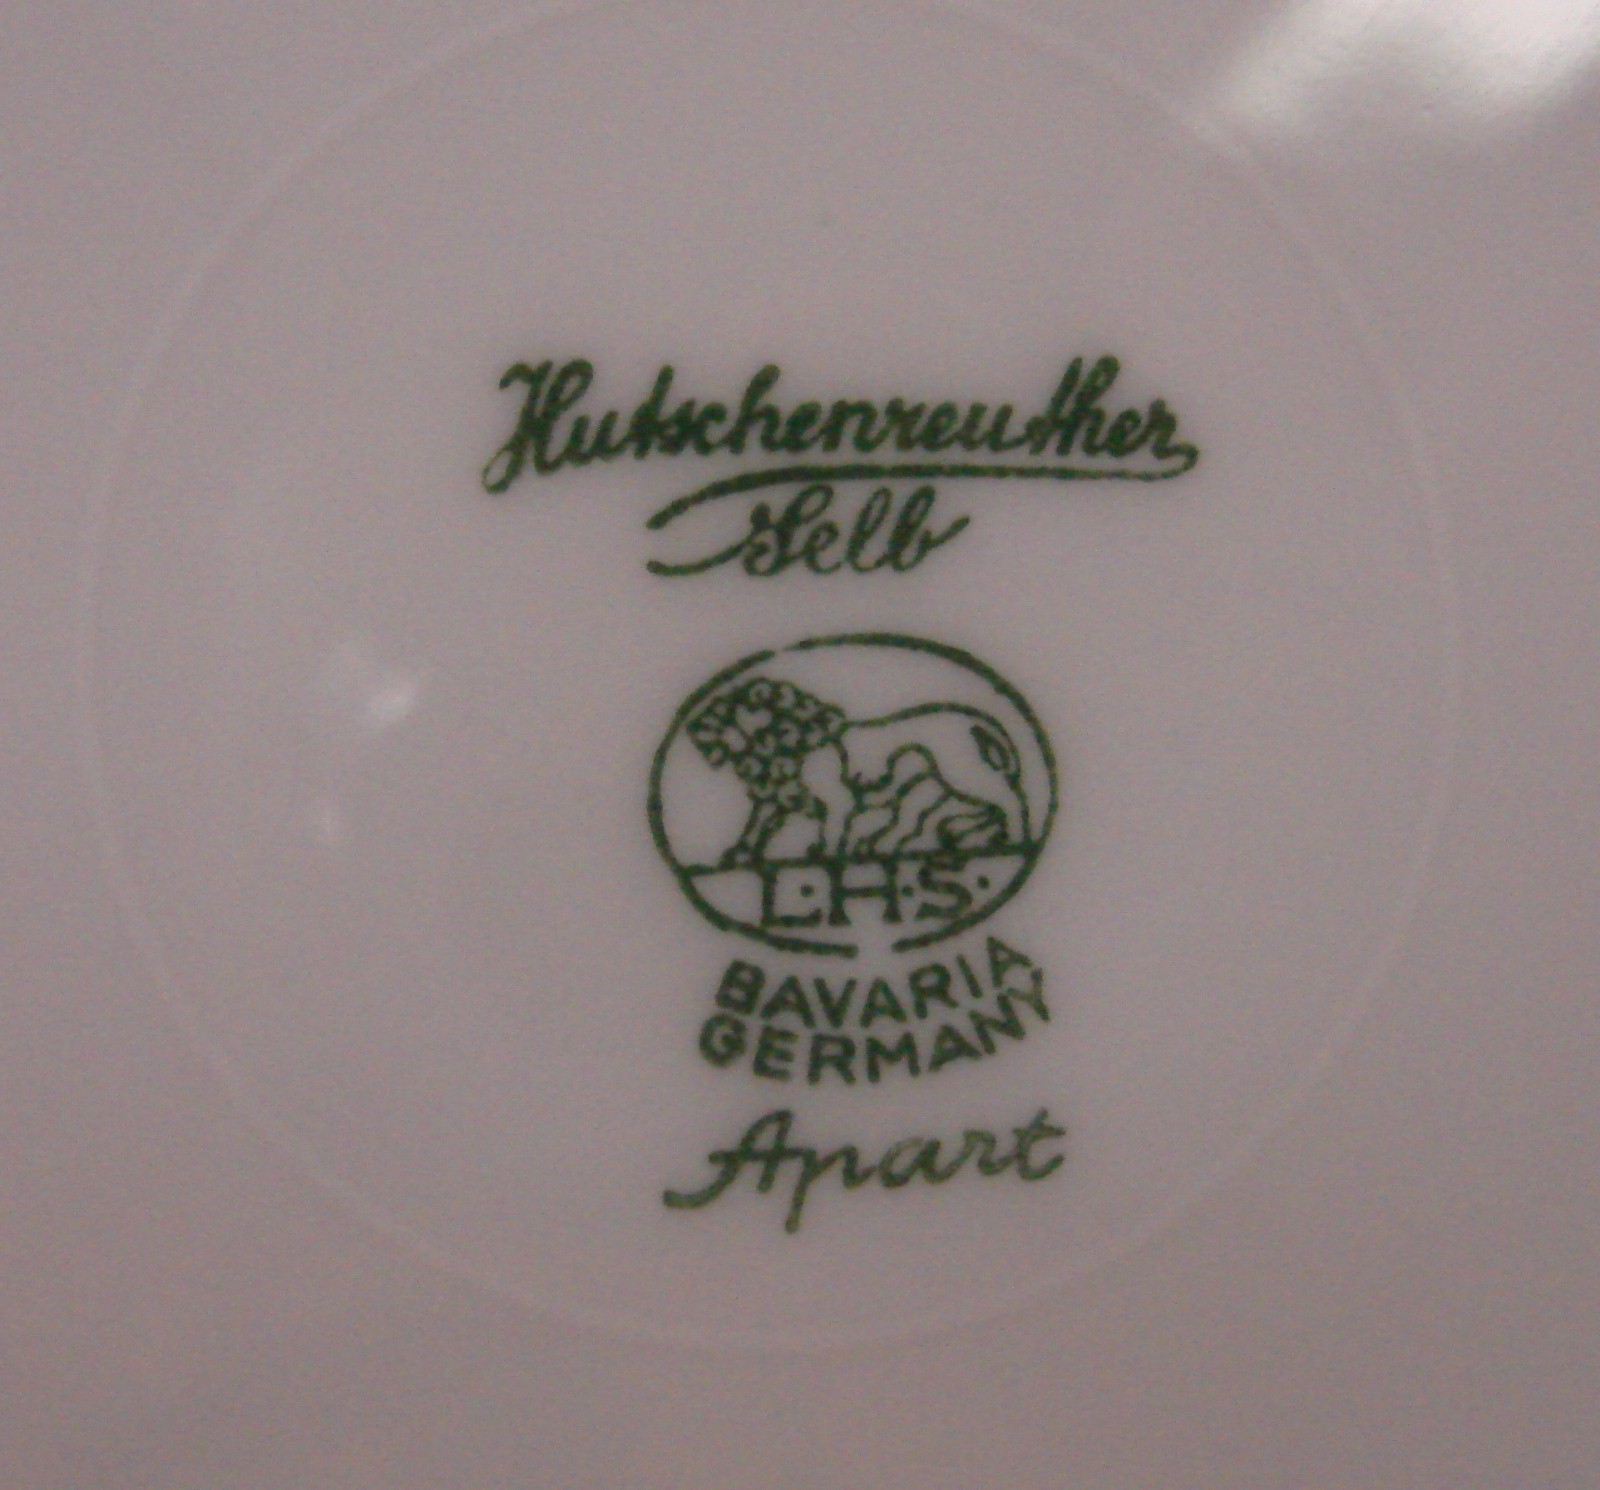 Hutschenreuther
Selb
L·H·S·
BAVARIA
GERMANY
Apart